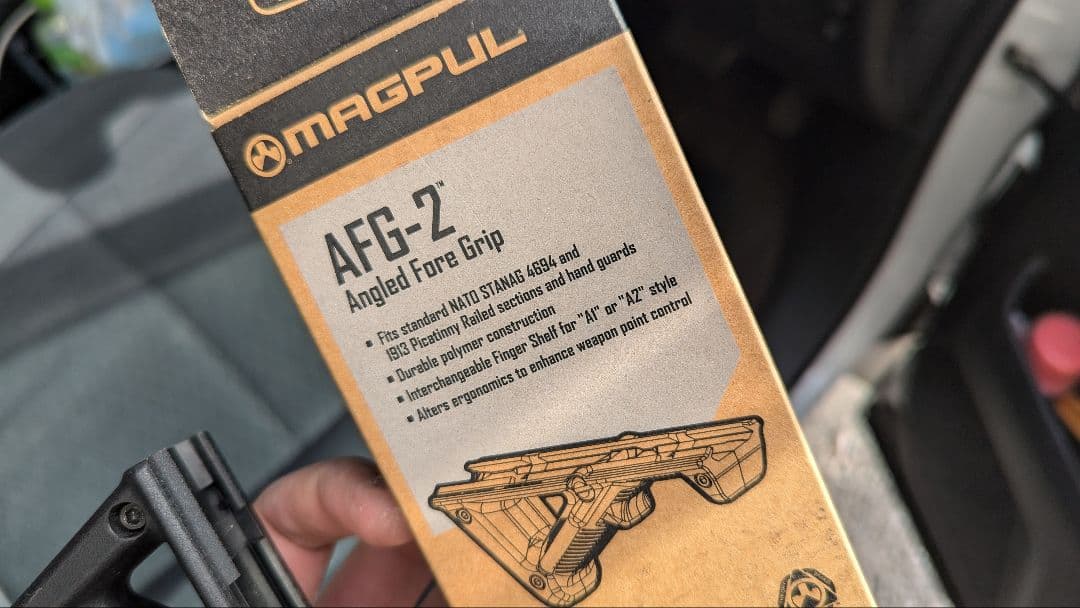 MAGPUL
AFG-2™
Angled Fore Grip
▪ Fits standard NATO STANAG 4694 and
1913 Picatinny Railed sections and hand guards
▪ Durable polymer construction
▪ Interchangeable Finger Shelf for "A1" or "A2" style
▪ Alters ergonomics to enhance weapon point control